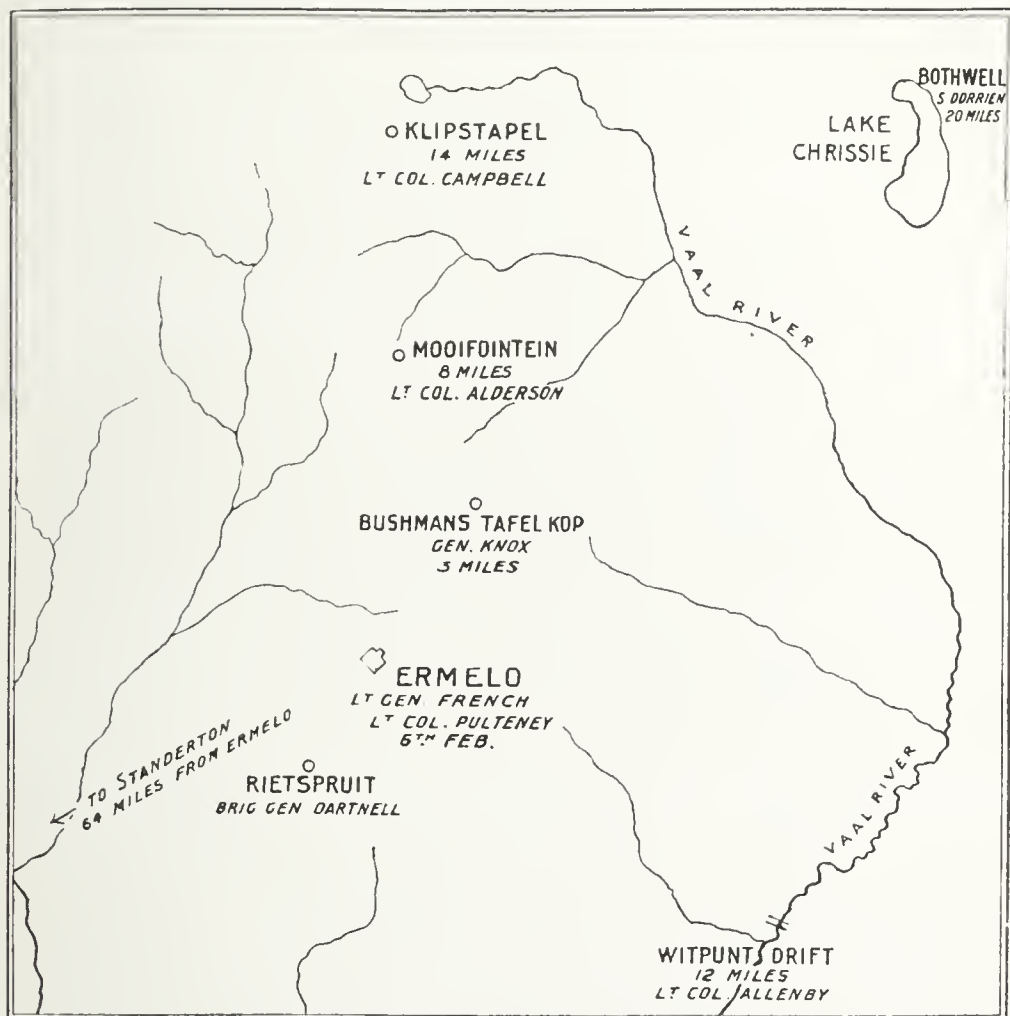 BOTHWELL
S DORRIEN
20 MILES
LAKE
CHRISSIE
KLIPSTAPEL
14 MILES
LT COL. CAMPBELL
VAAL RIVER
MOOIFOINTEIN
8 MILES
LT COL. ALDERSON
BUSHMANS TAFEL KOP
GEN. KNOX
3 MILES
ERMELO
LT GEN. FRENCH
LT COL. PULTENEY
6TH FEB.
TO STANDERTON
64 MILES FROM ERMELO
RIETSPRUIT
BRIG GEN DARTNELL
VAAL RIVER
WITPUNT DRIFT
12 MILES
LT COL. ALLENBY